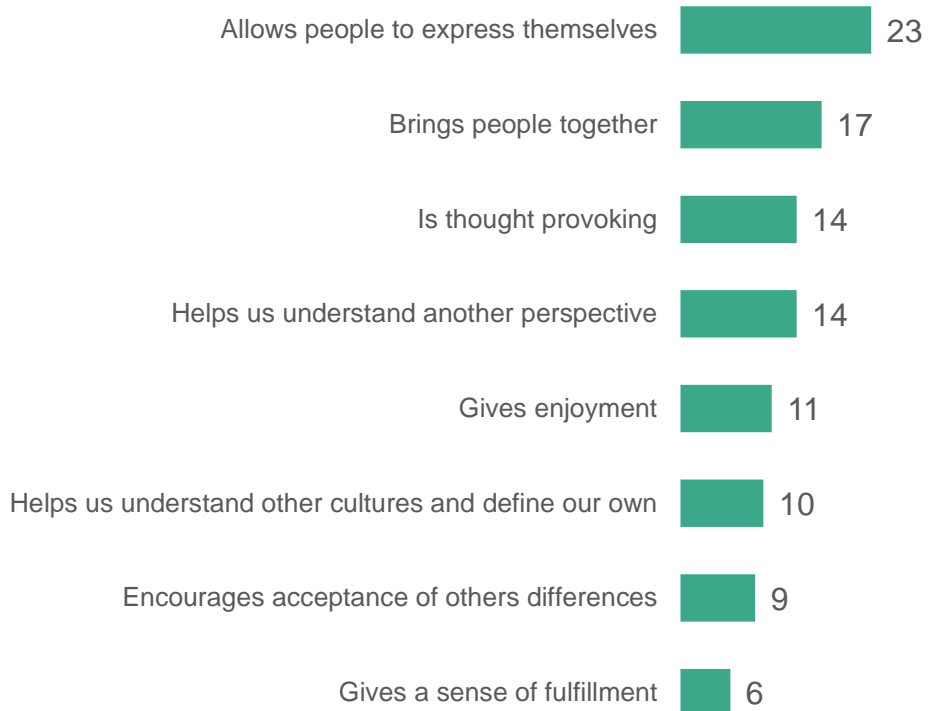 Allows people to express themselves 23
Brings people together 17
Is thought provoking 14
Helps us understand another perspective 14
Gives enjoyment 11
Helps us understand other cultures and define our own 10
Encourages acceptance of others differences 9
Gives a sense of fulfillment 6